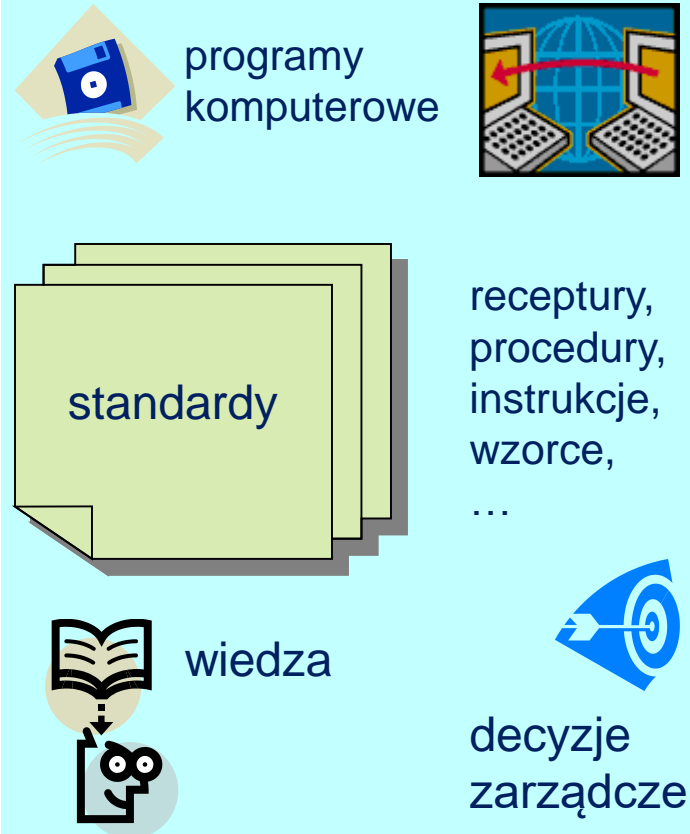 programy
komputerowe
standardy
receptury,
procedury,
instrukcje,
wzorce,
…
wiedza
decyzje
zarządcze